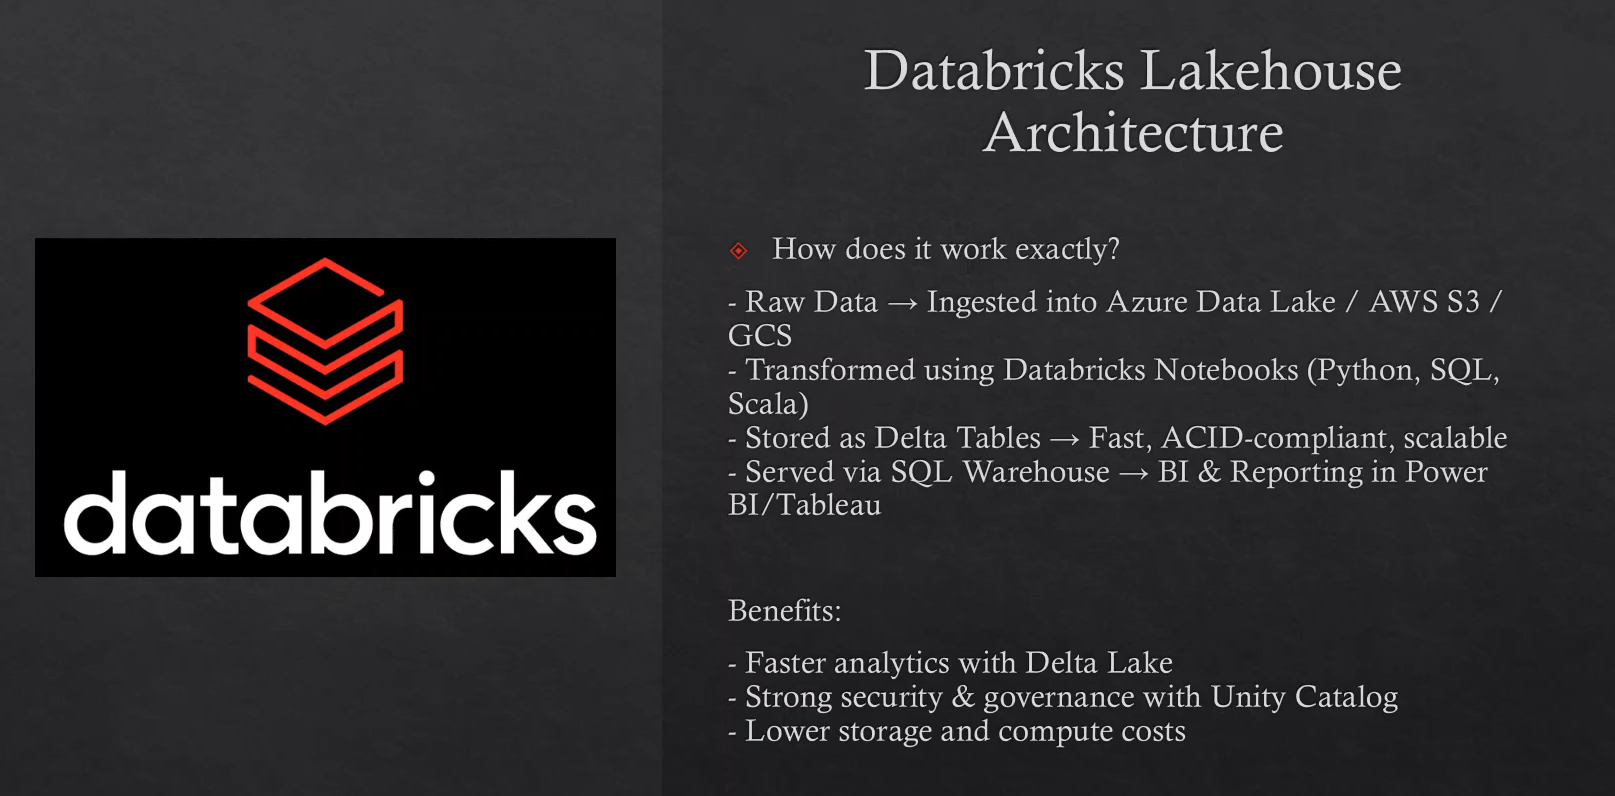 databricks
Databricks Lakehouse
Architecture
How does it work exactly?
- Raw Data → Ingested into Azure Data Lake / AWS S3 /
GCS
- Transformed using Databricks Notebooks (Python, SQL,
Scala)
- Stored as Delta Tables → Fast, ACID-compliant, scalable
- Served via SQL Warehouse → BI & Reporting in Power
BI/Tableau
Benefits:
- Faster analytics with Delta Lake
- Strong security & governance with Unity Catalog
- Lower storage and compute costs